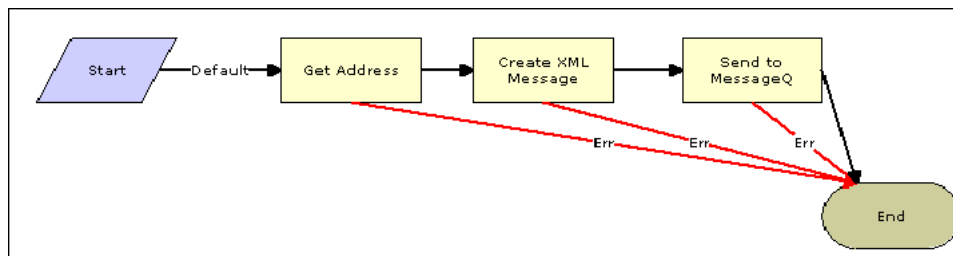 Start
Default
Get Address
Create XML
Message
Send to
MessageQ
Err
Err
Err
End